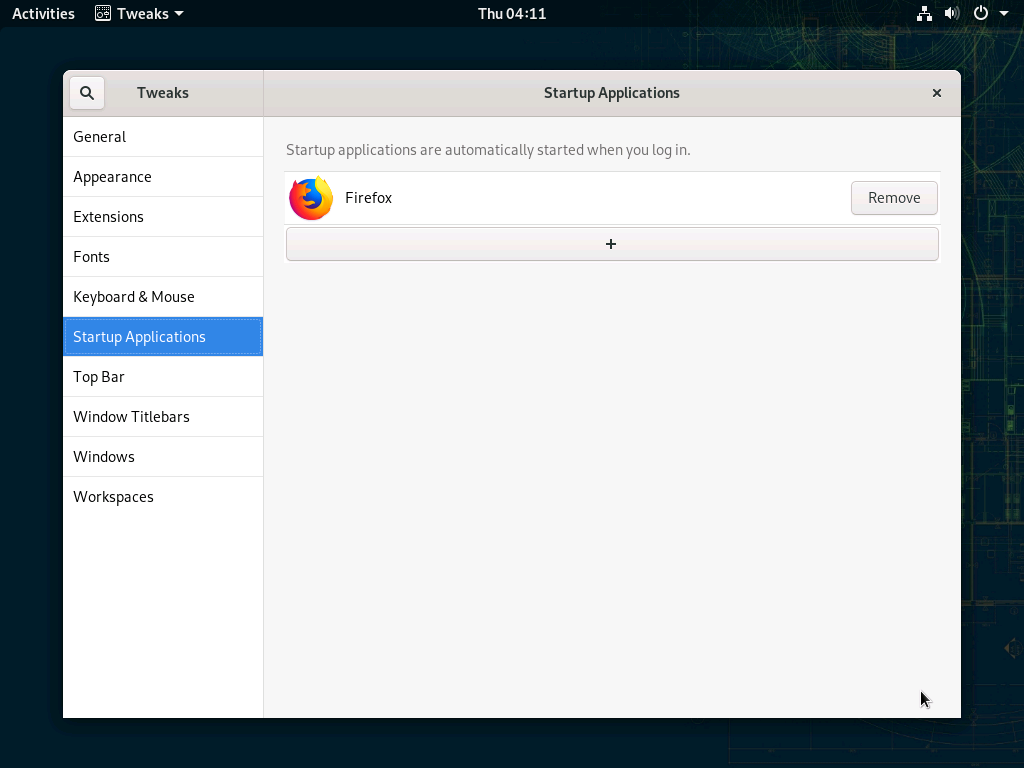 Activities Tweaks Thu 04:11
Tweaks Startup Applications
General
Startup applications are automatically started when you log in.
Appearance
Firefox Remove
Extensions
+
Fonts
Keyboard & Mouse
Startup Applications
Top Bar
Window Titlebars
Windows
Workspaces